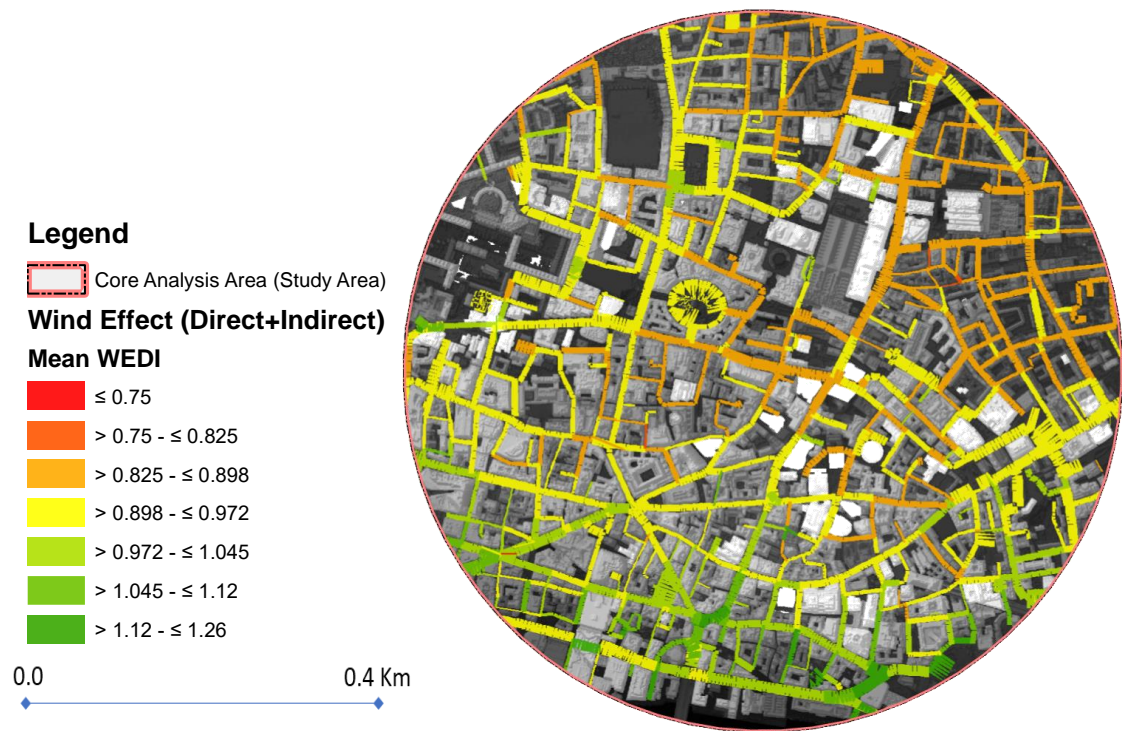 Legend
Core Analysis Area (Study Area)
Wind Effect (Direct+Indirect)
Mean WEDI
≤ 0.75
> 0.75 - ≤ 0.825
> 0.825 - ≤ 0.898
> 0.898 - ≤ 0.972
> 0.972 - ≤ 1.045
> 1.045 - ≤ 1.12
> 1.12 - ≤ 1.26
0.0 0.4 Km